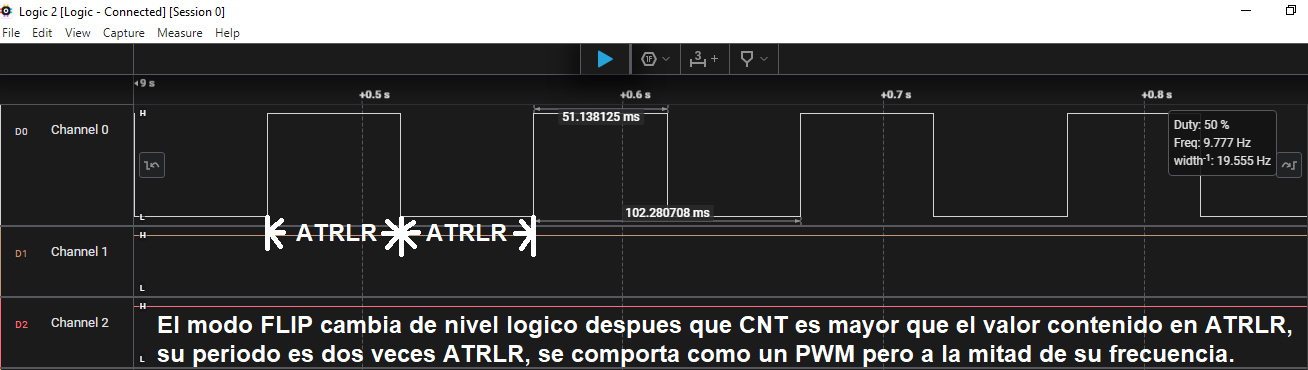 Logic 2 [Logic - Connected] [Session 0]
File Edit View Capture Measure Help
9 s
+0.5 s +0.6 s +0.7 s +0.8 s
D0 Channel 0
H
L
51.138125 ms
102.280708 ms
Duty: 50 %
Freq: 9.777 Hz
width-1: 19.555 Hz
ATRLR ATRLR
D1 Channel 1
H
L
D2 Channel 2
H
L
El modo FLIP cambia de nivel logico despues que CNT es mayor que el valor contenido en ATRLR,
su periodo es dos veces ATRLR, se comporta como un PWM pero a la mitad de su frecuencia.